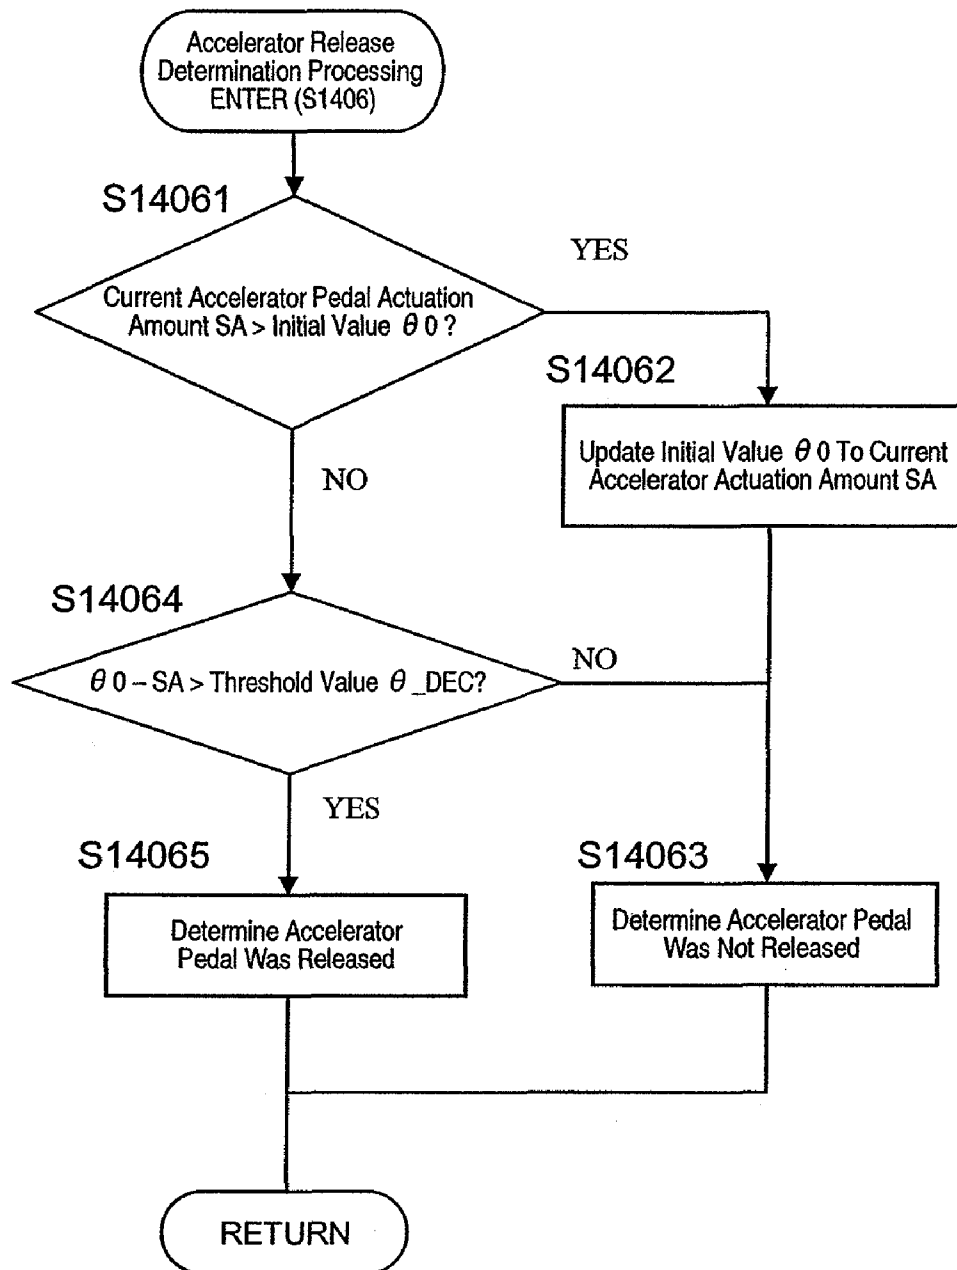 Accelerator Release
Determination Processing
ENTER (S1406)
S14061
YES
Current Accelerator Pedal Actuation
Amount SA > Initial Value θ 0 ?
S14062
Update Initial Value θ 0 To Current
Accelerator Actuation Amount SA
NO
S14064
NO
θ 0 – SA > Threshold Value θ _DEC?
YES
S14065
S14063
Determine Accelerator
Pedal Was Released
Determine Accelerator Pedal
Was Not Released
RETURN